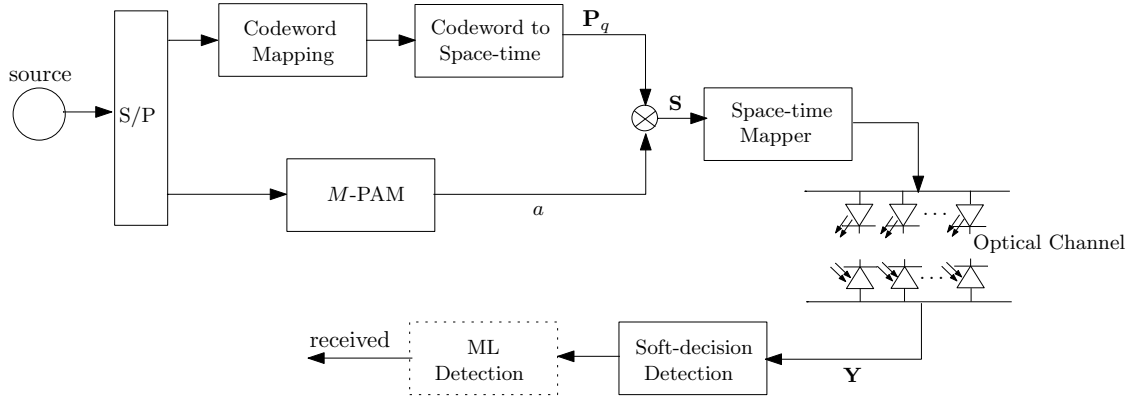 source
S/P
Codeword
Mapping
Codeword to
Space-time
P_q
M-PAM
a
S
Space-time
Mapper
Optical Channel
Y
Soft-decision
Detection
ML
Detection
received